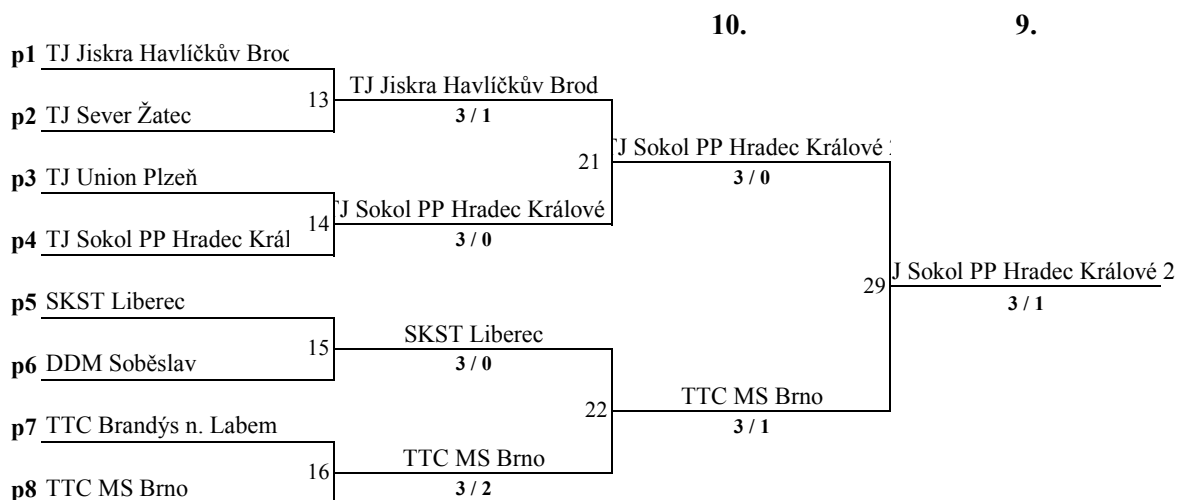 10. 9.
p1 TJ Jiskra Havlíčkův Brod
TJ Jiskra Havlíčkův Brod
13
3 / 1
p2 TJ Sever Žatec
TJ Sokol PP Hradec Králové 2
21
3 / 0
p3 TJ Union Plzeň
TJ Sokol PP Hradec Králové
14
3 / 0
p4 TJ Sokol PP Hradec Král
J Sokol PP Hradec Králové 2
29
3 / 1
p5 SKST Liberec
SKST Liberec
15
3 / 0
p6 DDM Soběslav
TTC MS Brno
22
3 / 1
p7 TTC Brandýs n. Labem
TTC MS Brno
16
3 / 2
p8 TTC MS Brno